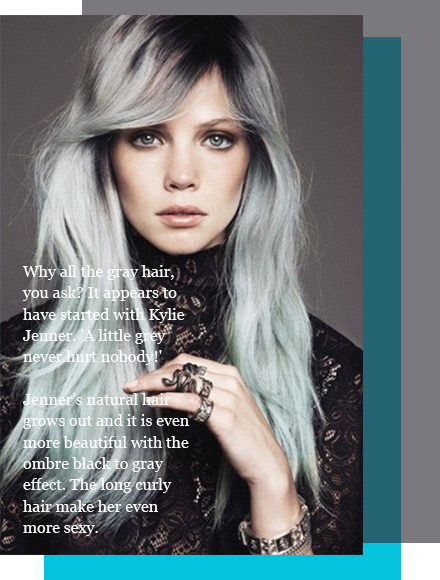 Why all the gray hair,
you ask? It appears to
have started with Kylie
Jenner. 'A little grey
never hurt nobody!'
Jenner's natural hair
grows out and it is even
more beautiful with the
ombre black to gray
effect. The long curly
hair make her even
more sexy.